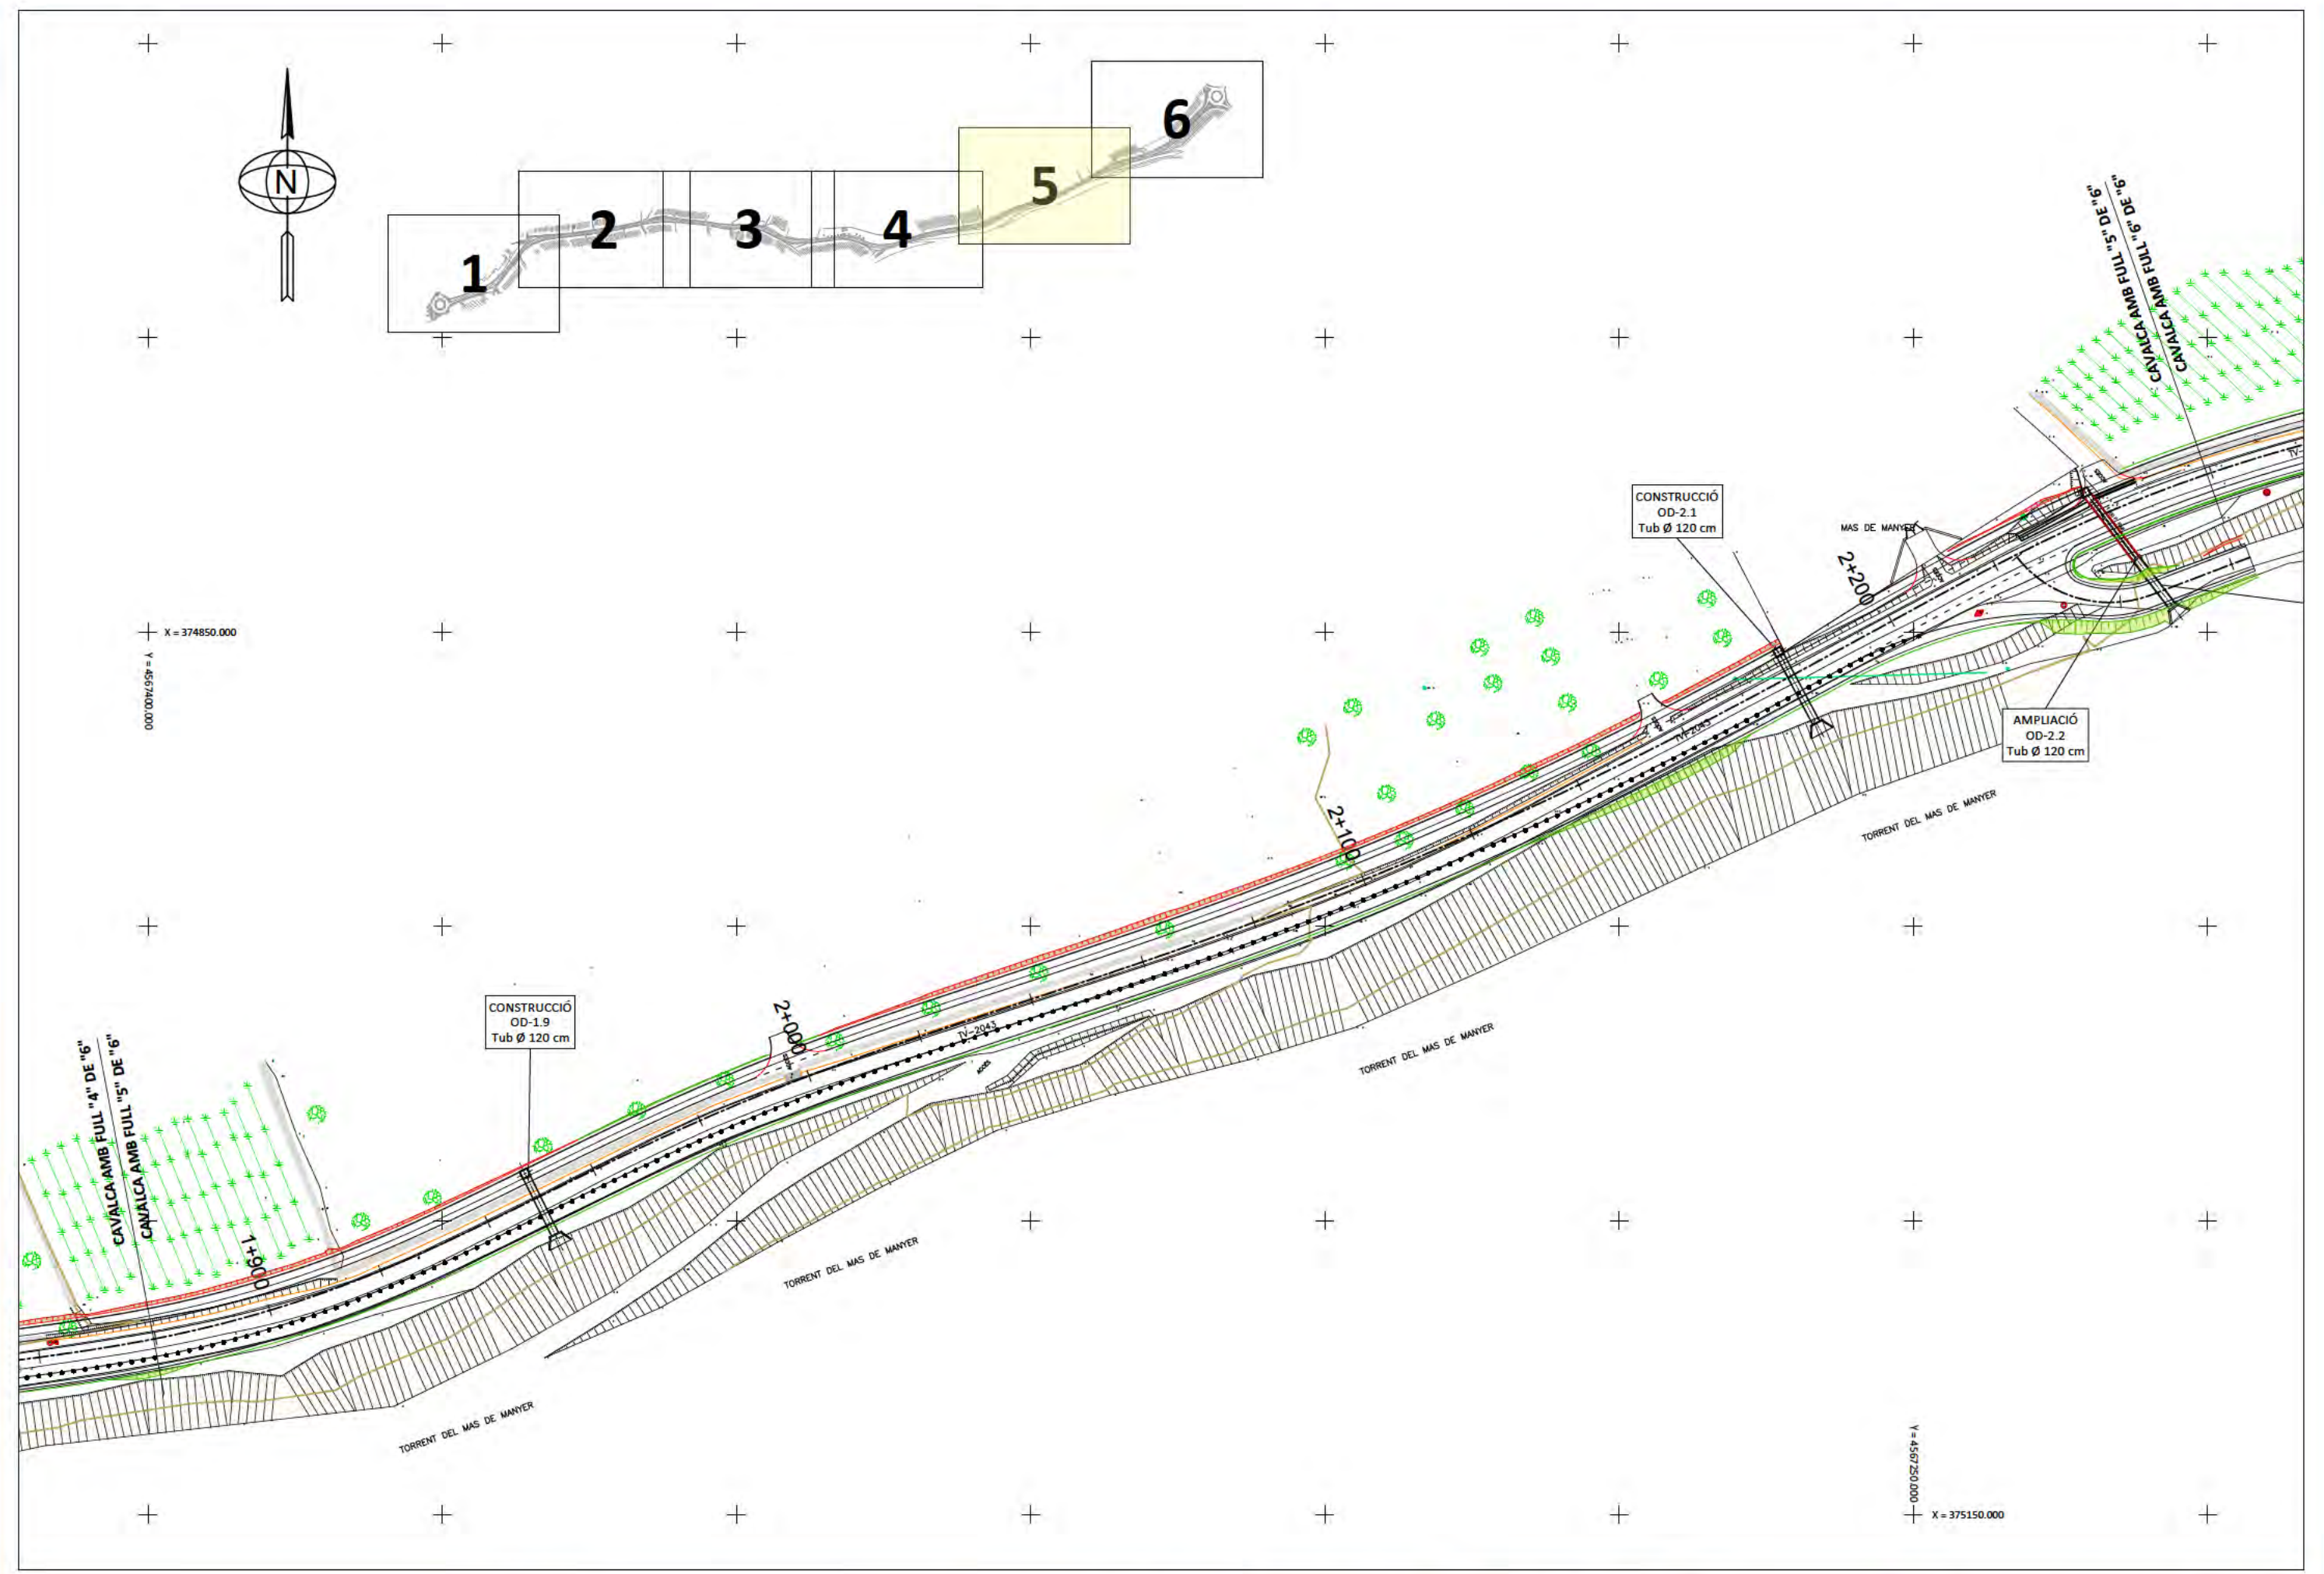 N
1
2
3
4
5
6
CAVALCA AMB FULL "5" DE "6"
CAVALCA AMB FULL "6" DE "6"
CONSTRUCCIÓ
OD-2.1
Tub Ø 120 cm
MAS DE MANYER
2+200
X = 374850.000
Y = 4567400.000
TV-2043
AMPLIACIÓ
OD-2.2
Tub Ø 120 cm
TORRENT DEL MAS DE MANYER
2+100
CONSTRUCCIÓ
OD-1.9
Tub Ø 120 cm
2+000
TV-2043
ACCÉS
TORRENT DEL MAS DE MANYER
CAVALCA AMB FULL "4" DE "6"
CAVALCA AMB FULL "5" DE "6"
1+900
TORRENT DEL MAS DE MANYER
TORRENT DEL MAS DE MANYER
Y = 4567250.000
X = 375150.000